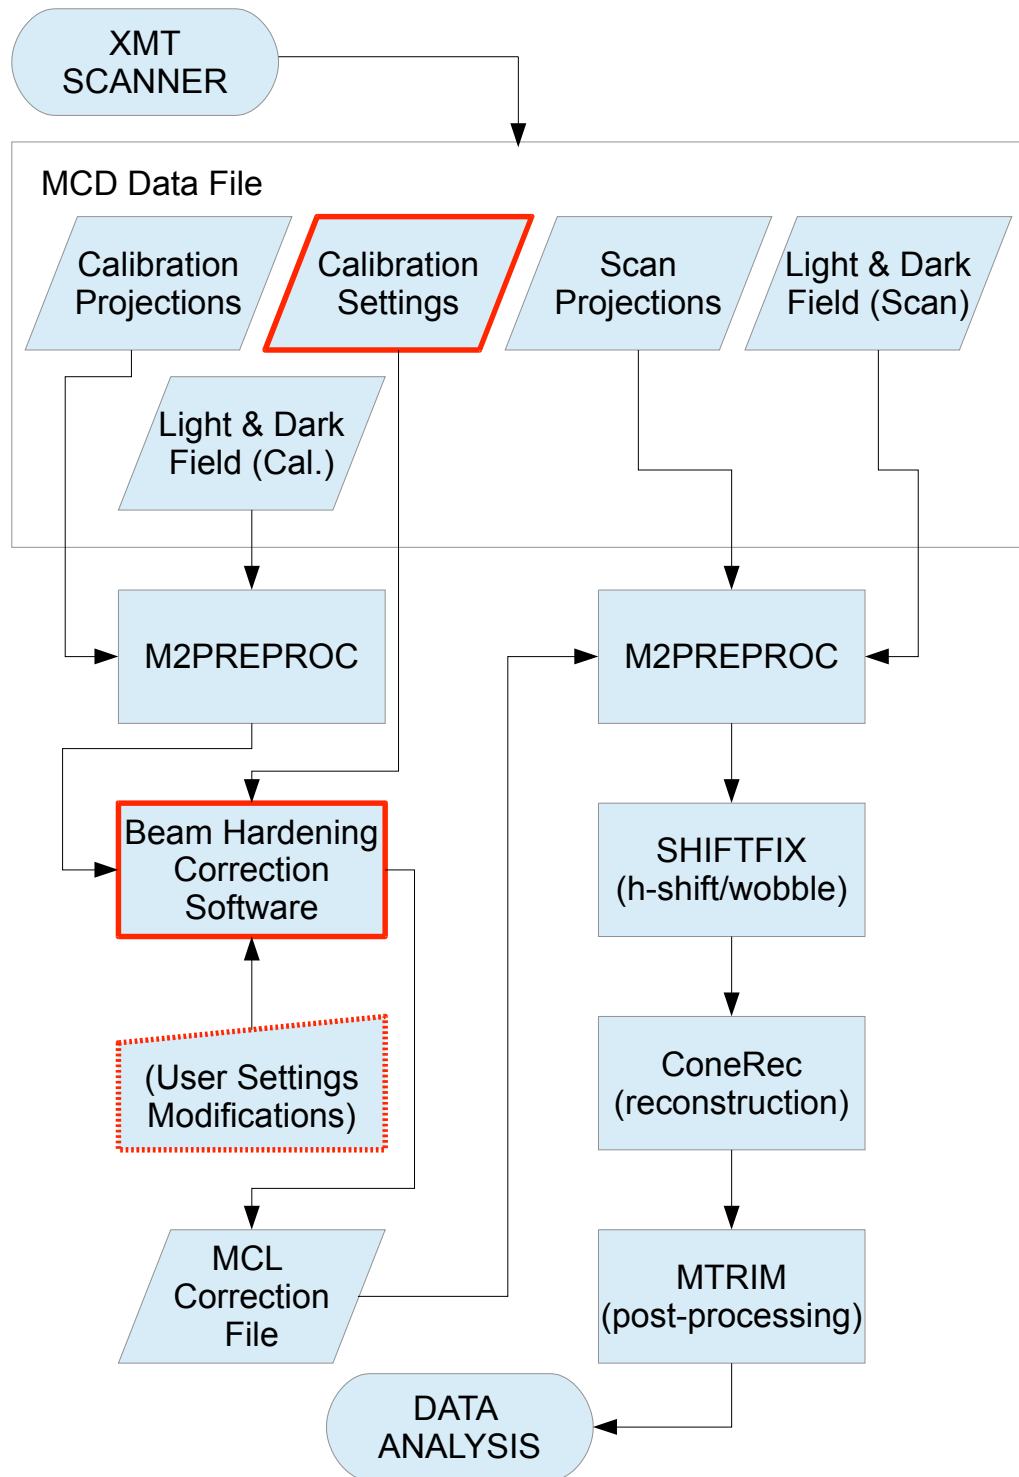 XMT
SCANNER
MCD Data File
Calibration
Projections
Calibration
Settings
Scan
Projections
Light & Dark
Field (Scan)
Light & Dark
Field (Cal.)
M2PREPROC
M2PREPROC
Beam Hardening
Correction
Software
SHIFTFIX
(h-shift/wobble)
(User Settings
Modifications)
ConeRec
(reconstruction)
MCL
Correction
File
MTRIM
(post-processing)
DATA
ANALYSIS